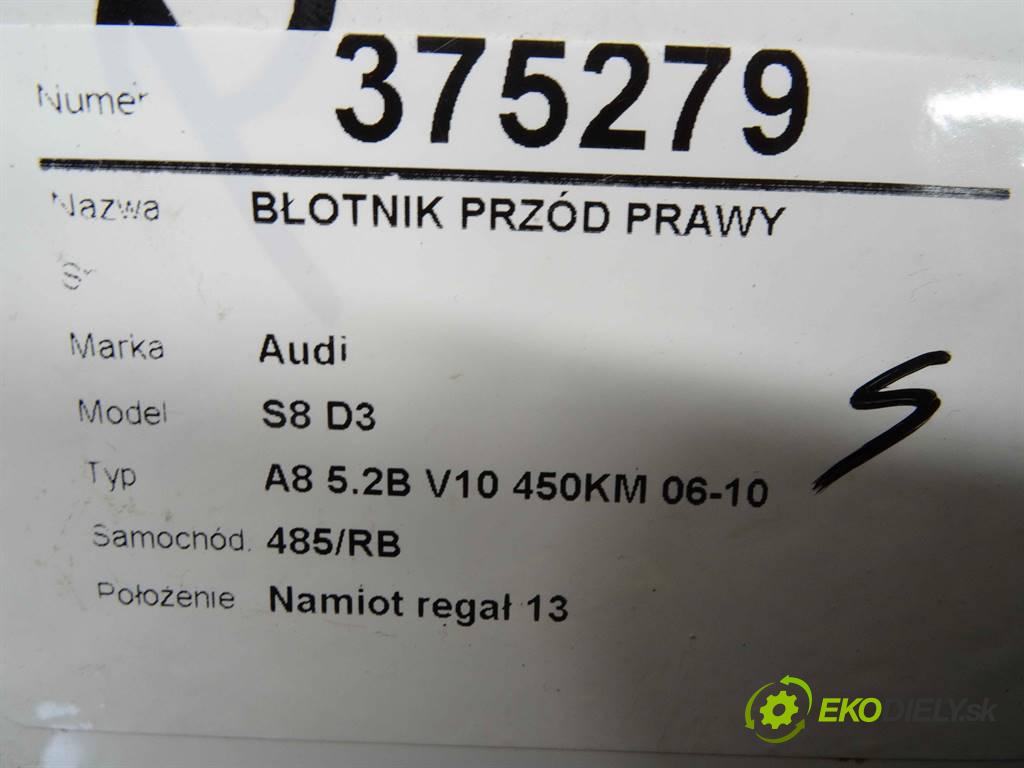 Numer 375279
Nazwa BŁOTNIK PRZÓD PRAWY
Marka Audi
Model S8 D3
Typ A8 5.2B V10 450KM 06-10
Samochód. 485/RB
Położenie Namiot regał 13
S
EKODIELY.sk